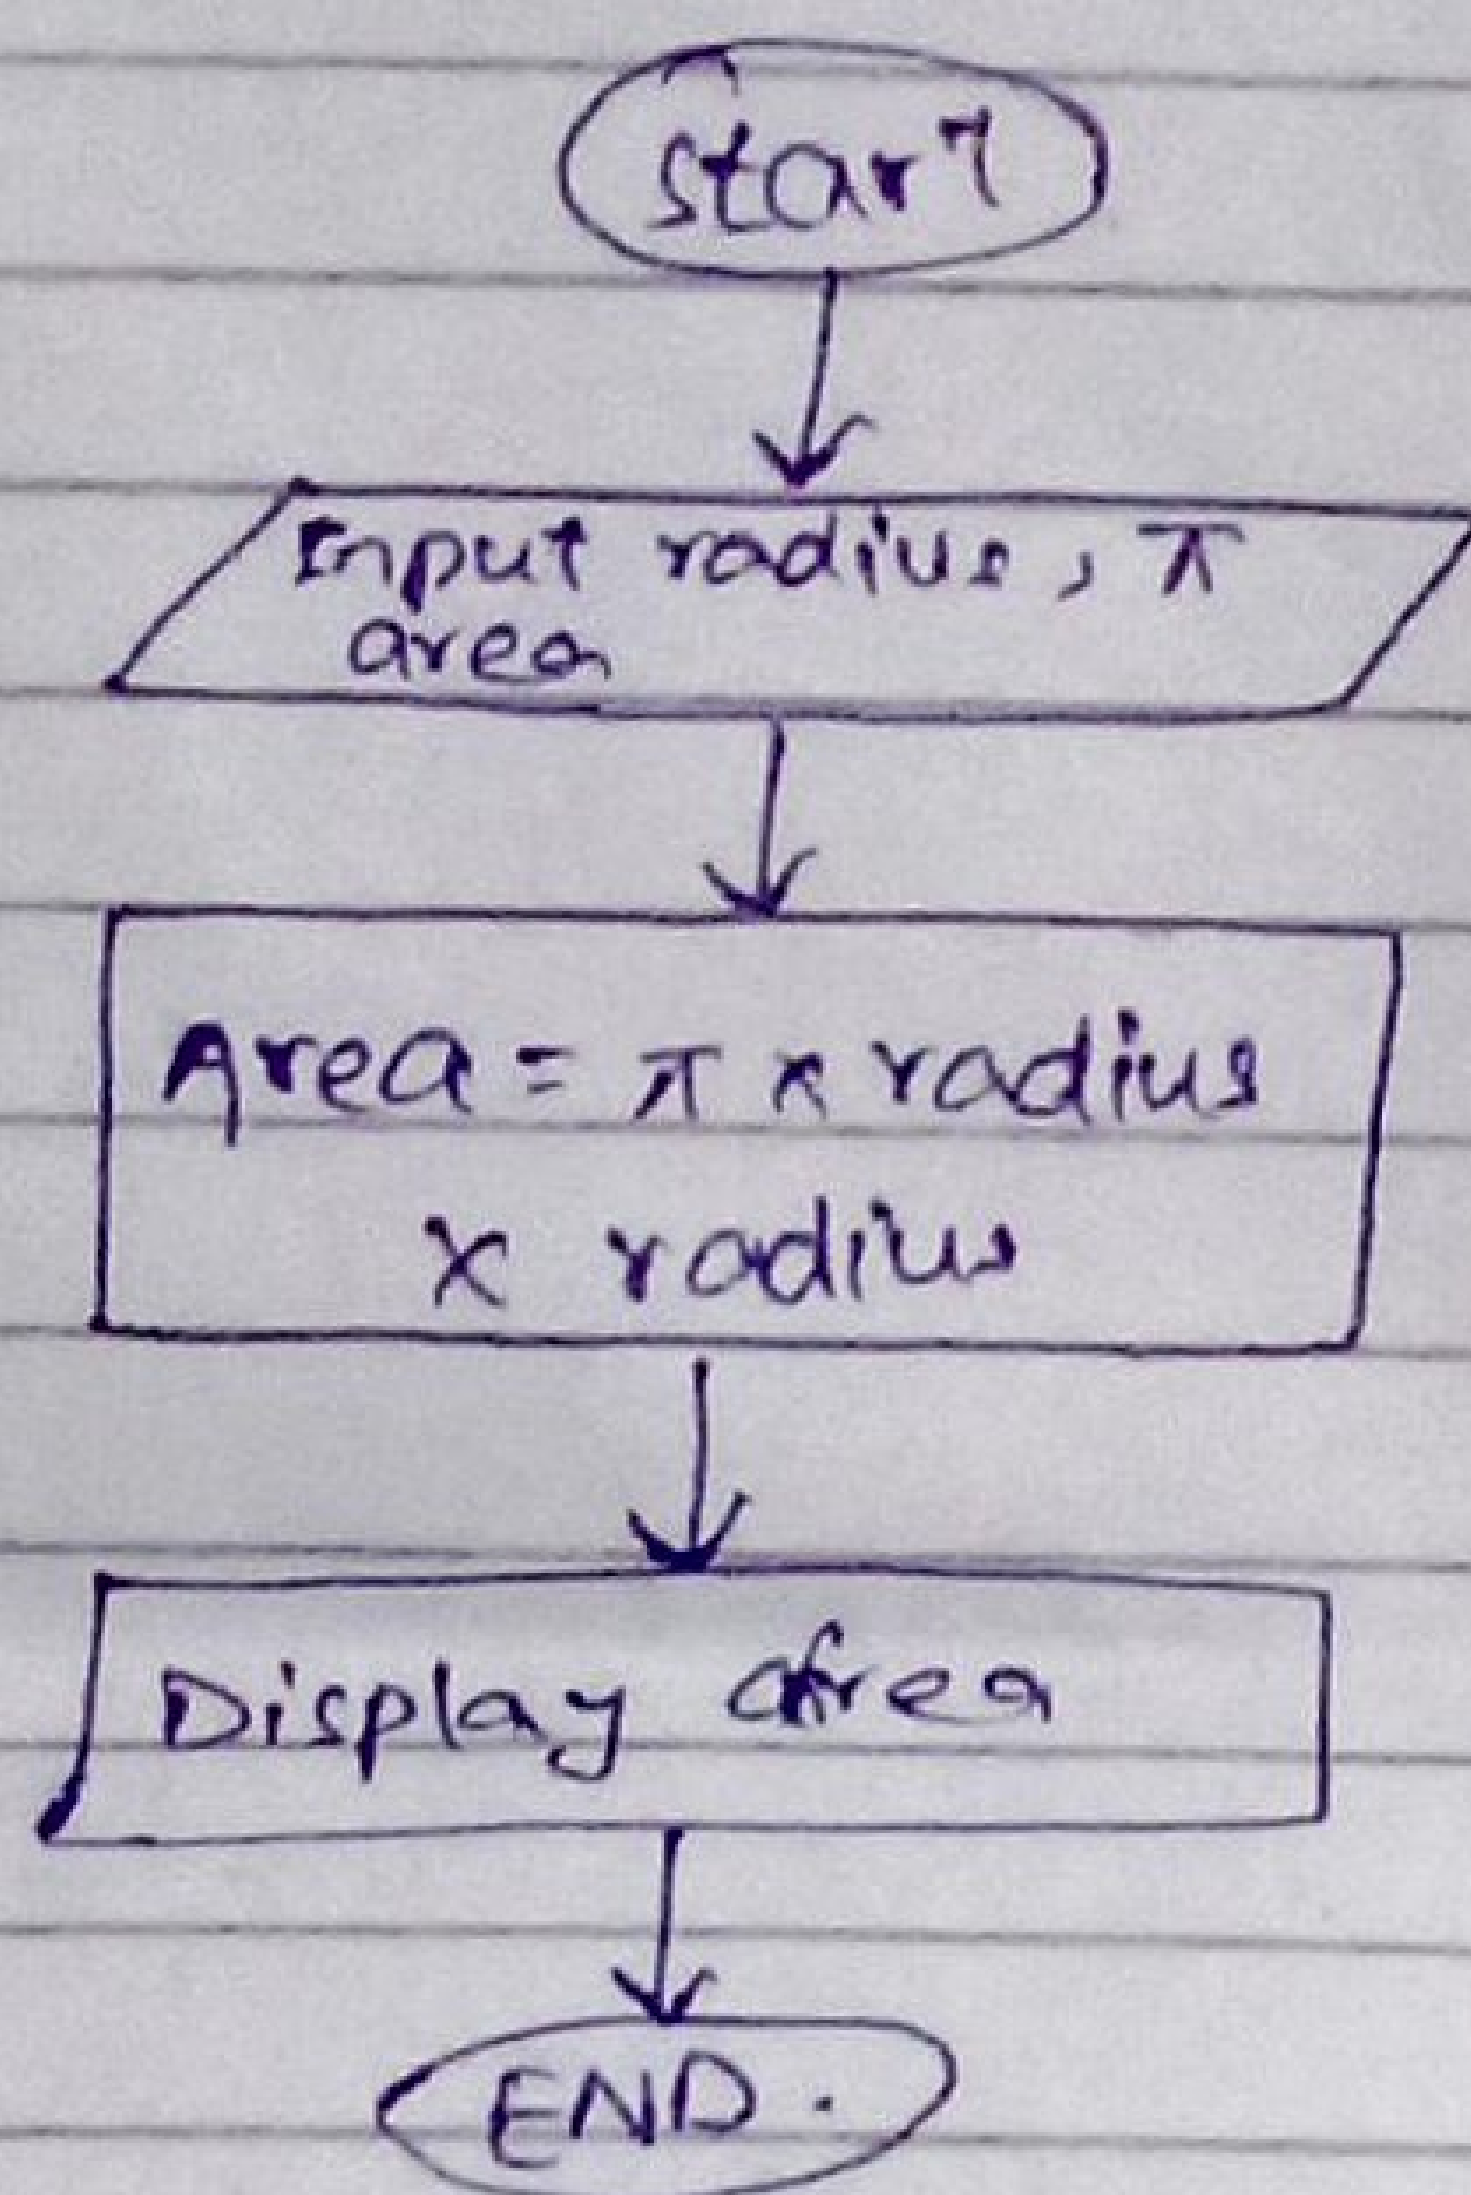 start
Input radius, π
area
Area = π × radius
× radius
Display area
END.